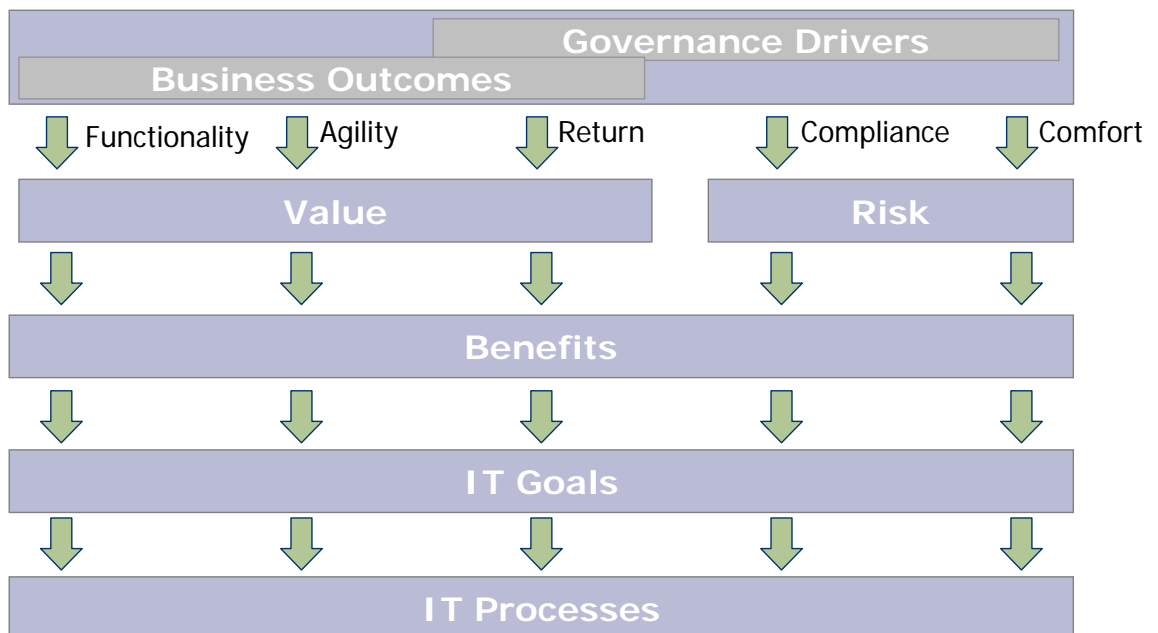 Governance Drivers
Business Outcomes
Functionality Agility Return Compliance Comfort
Value Risk
Benefits
IT Goals
IT Processes